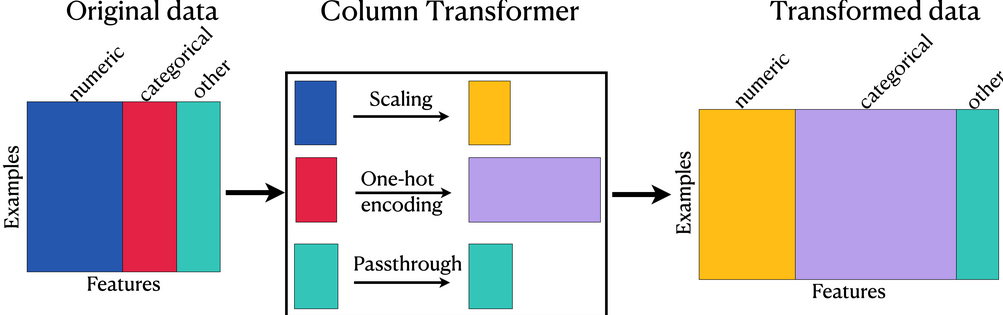 Original data
Column Transformer
Transformed data
numeric
categorical
other
Examples
Features
Scaling
One-hot
encoding
Passthrough
numeric
categorical
other
Examples
Features